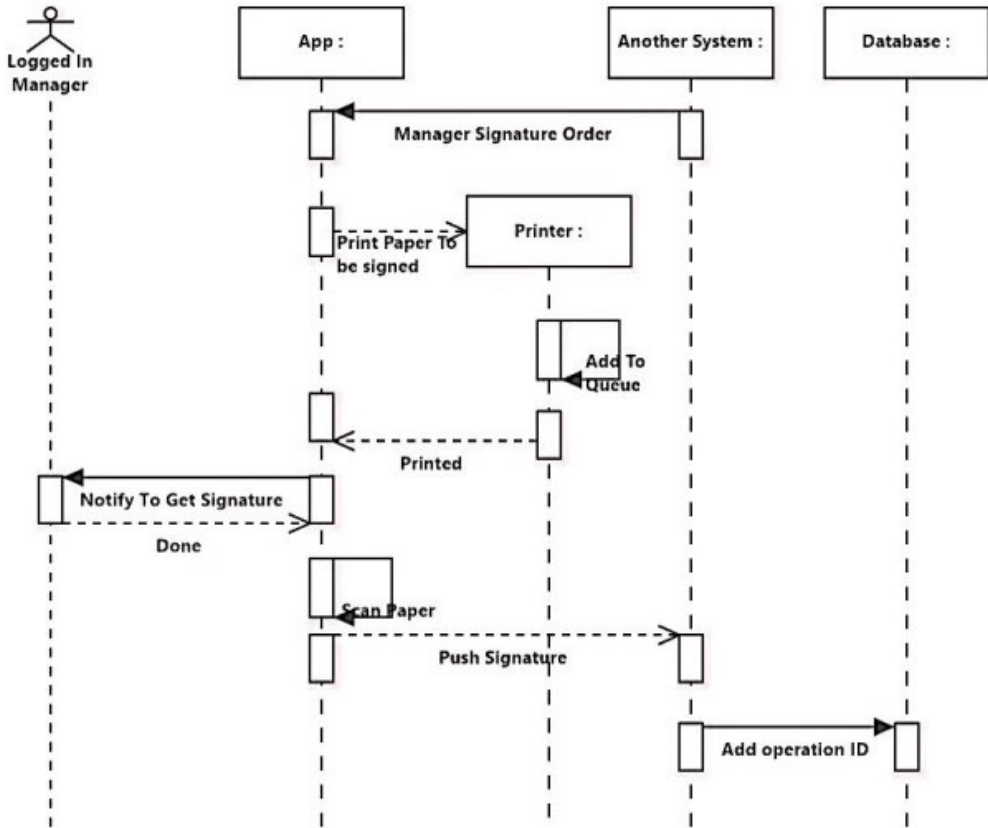 Logged In
Manager
App :
Another System :
Database :
Manager Signature Order
Print Paper To
be signed
Printer :
Add To
Queue
Printed
Notify To Get Signature
Done
Scan Paper
Push Signature
Add operation ID